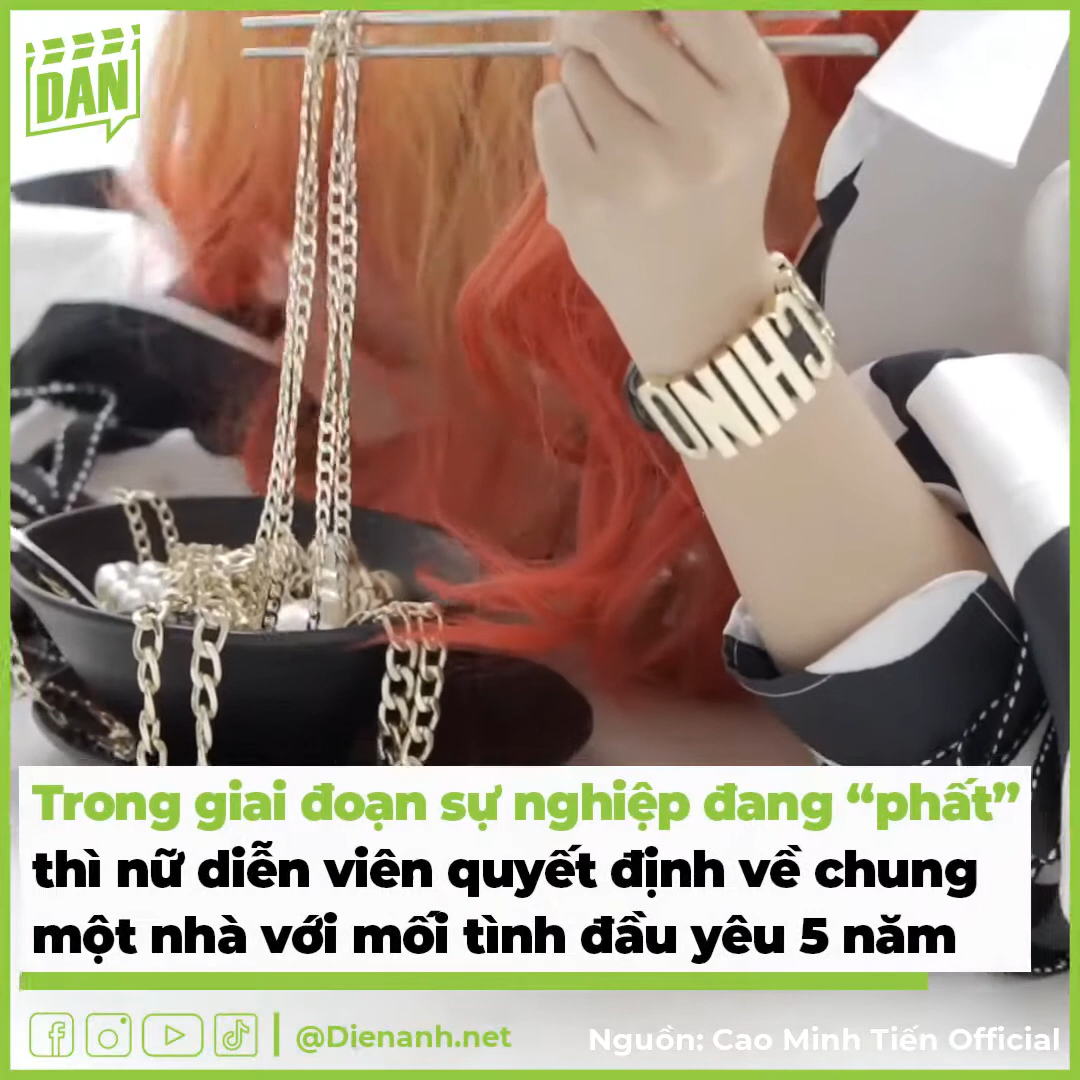 DAN
CHINO
Trong giai đoạn sự nghiệp đang “phất”
thì nữ diễn viên quyết định về chung
một nhà với mối tình đầu yêu 5 năm
@Dienanh.net
Nguồn: Cao Minh Tiến Official